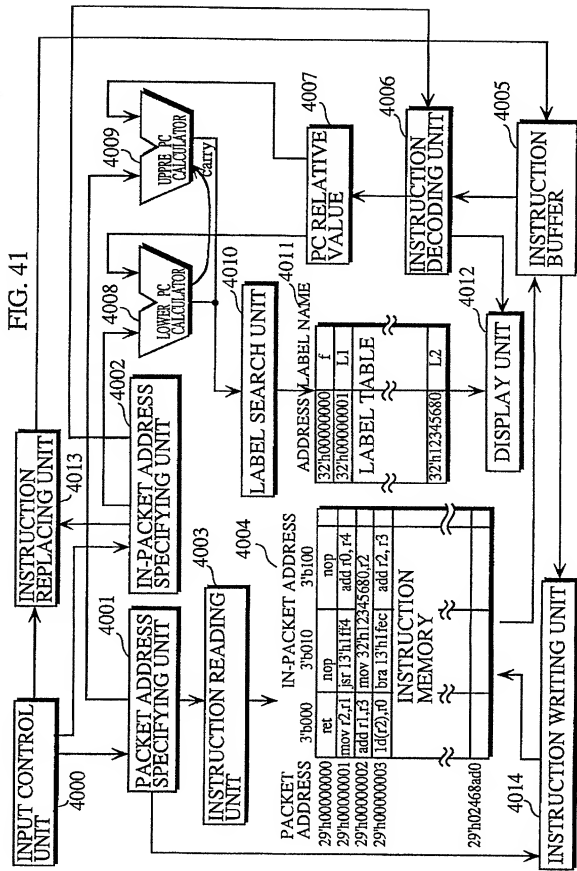 FIG. 41
INPUT CONTROL
UNIT
4000
INSTRUCTION
REPLACING UNIT
4013
PACKET ADDRESS
SPECIFYING UNIT
4001
IN-PACKET ADDRESS
SPECIFYING UNIT
4002
LOWER PC
CALCULATOR
4008
UPPRE PC
CALCULATOR
4009
carry
INSTRUCTION READING
UNIT
4003
LABEL SEARCH UNIT
4010
PC RELATIVE
VALUE
4007
INSTRUCTION
DECODING UNIT
4006
INSTRUCTION
BUFFER
4005
ADDRESS LABEL NAME
4011
32'h00000000 f
32'h00000001 L1
LABEL TABLE
32'h12345680 L2
DISPLAY UNIT
4012
PACKET
ADDRESS
IN-PACKET ADDRESS
4004
3'b000 3'b010 3'b100
29'h00000000 ret nop nop
29'h00000001 mov r2,r1 jsr 13'h1ff4 add r0, r4
29'h00000002 add r1,r3 mov 32'h12345680,r2
29'h00000003 ld(r2),r0 bra 13'h1fec add r2, r3
INSTRUCTION
MEMORY
29'h02468ad0
INSTRUCTION WRITING UNIT
4014